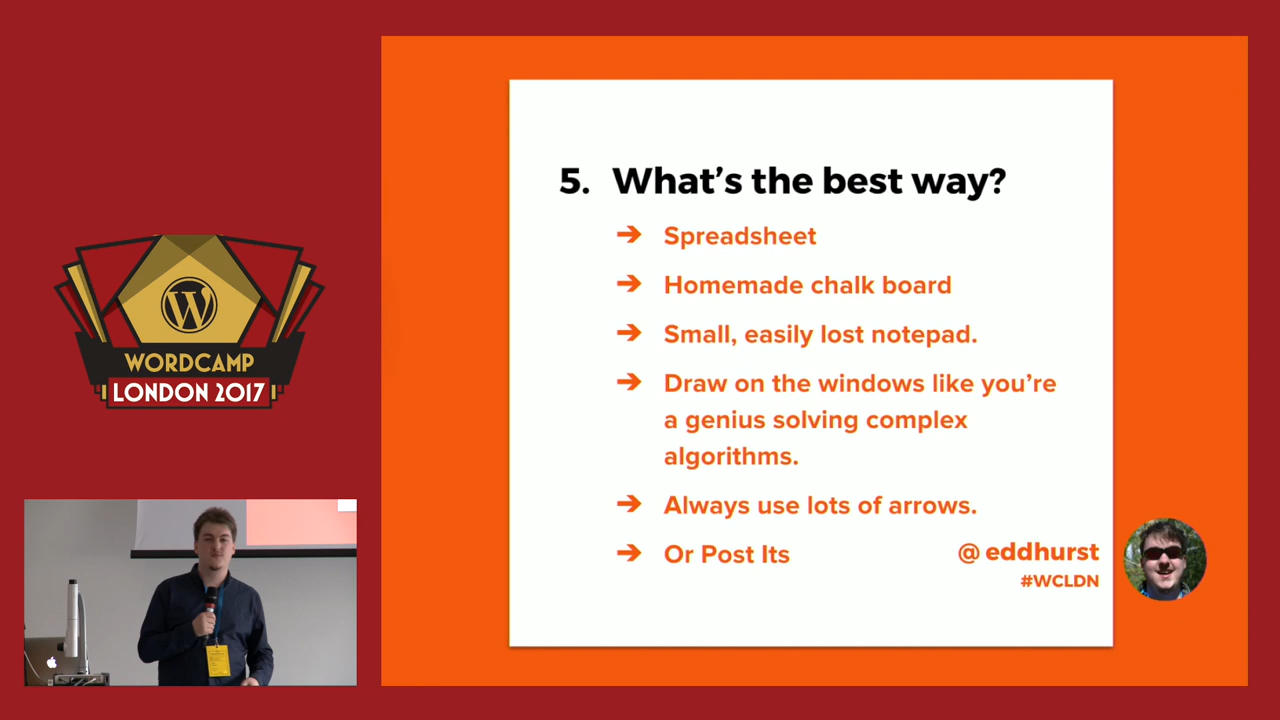 WORDCAMP
LONDON 2017
5. What's the best way?
➔ Spreadsheet
➔ Homemade chalk board
➔ Small, easily lost notepad.
➔ Draw on the windows like you're
a genius solving complex
algorithms.
➔ Always use lots of arrows.
➔ Or Post Its
@ eddhurst
#WCLDN